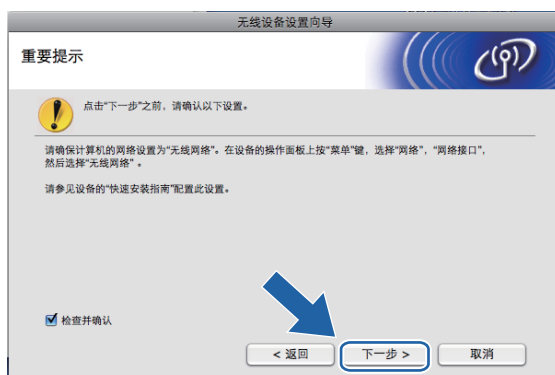 无线设备设置向导
重要提示
点击“下一步”之前，请确认以下设置。
请确保计算机的网络设置为“无线网络”。在设备的操作面板上按“菜单”键，选择“网络”，“网络接口”，
然后选择“无线网络” 。
请参见设备的“快速安装指南”配置此设置。
检查并确认
< 返回
下一步 >
取消